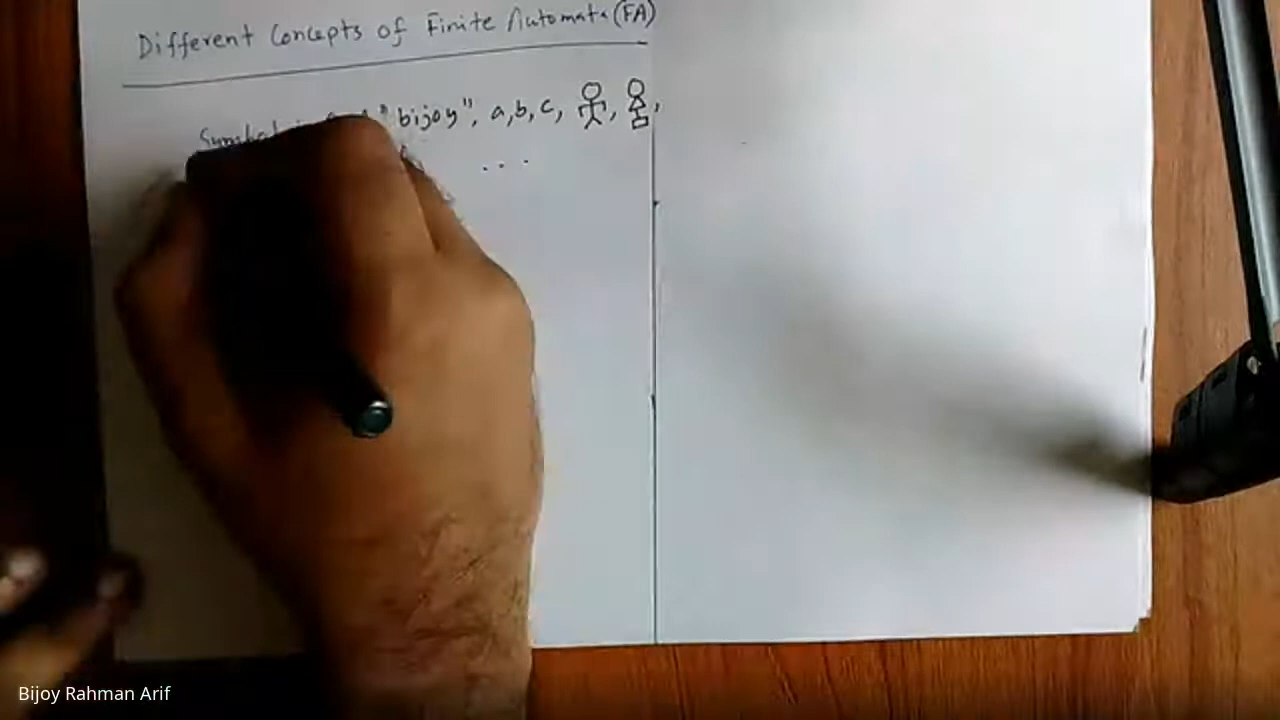 Different Concepts of Finite Automata (FA)
"bijoy", a, b, c,
...
Bijoy Rahman Arif